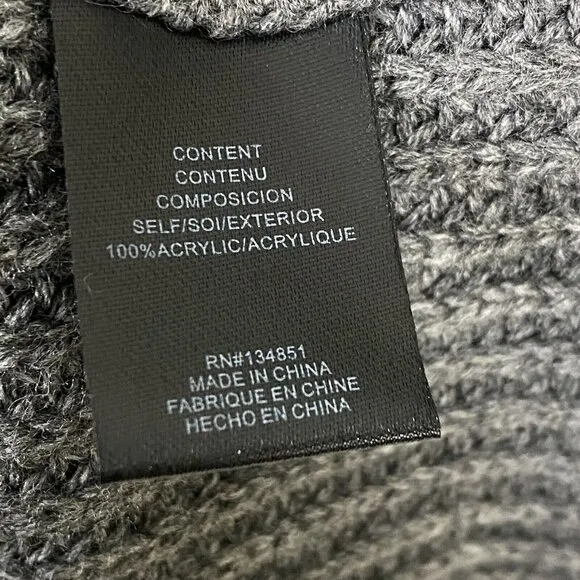 CONTENT
CONTENU
COMPOSICION
SELF/SOI/EXTERIOR
100%ACRYLIC/ACRYLIQUE
RN#134851
MADE IN CHINA
FABRIQUE EN CHINE
HECHO EN CHINA